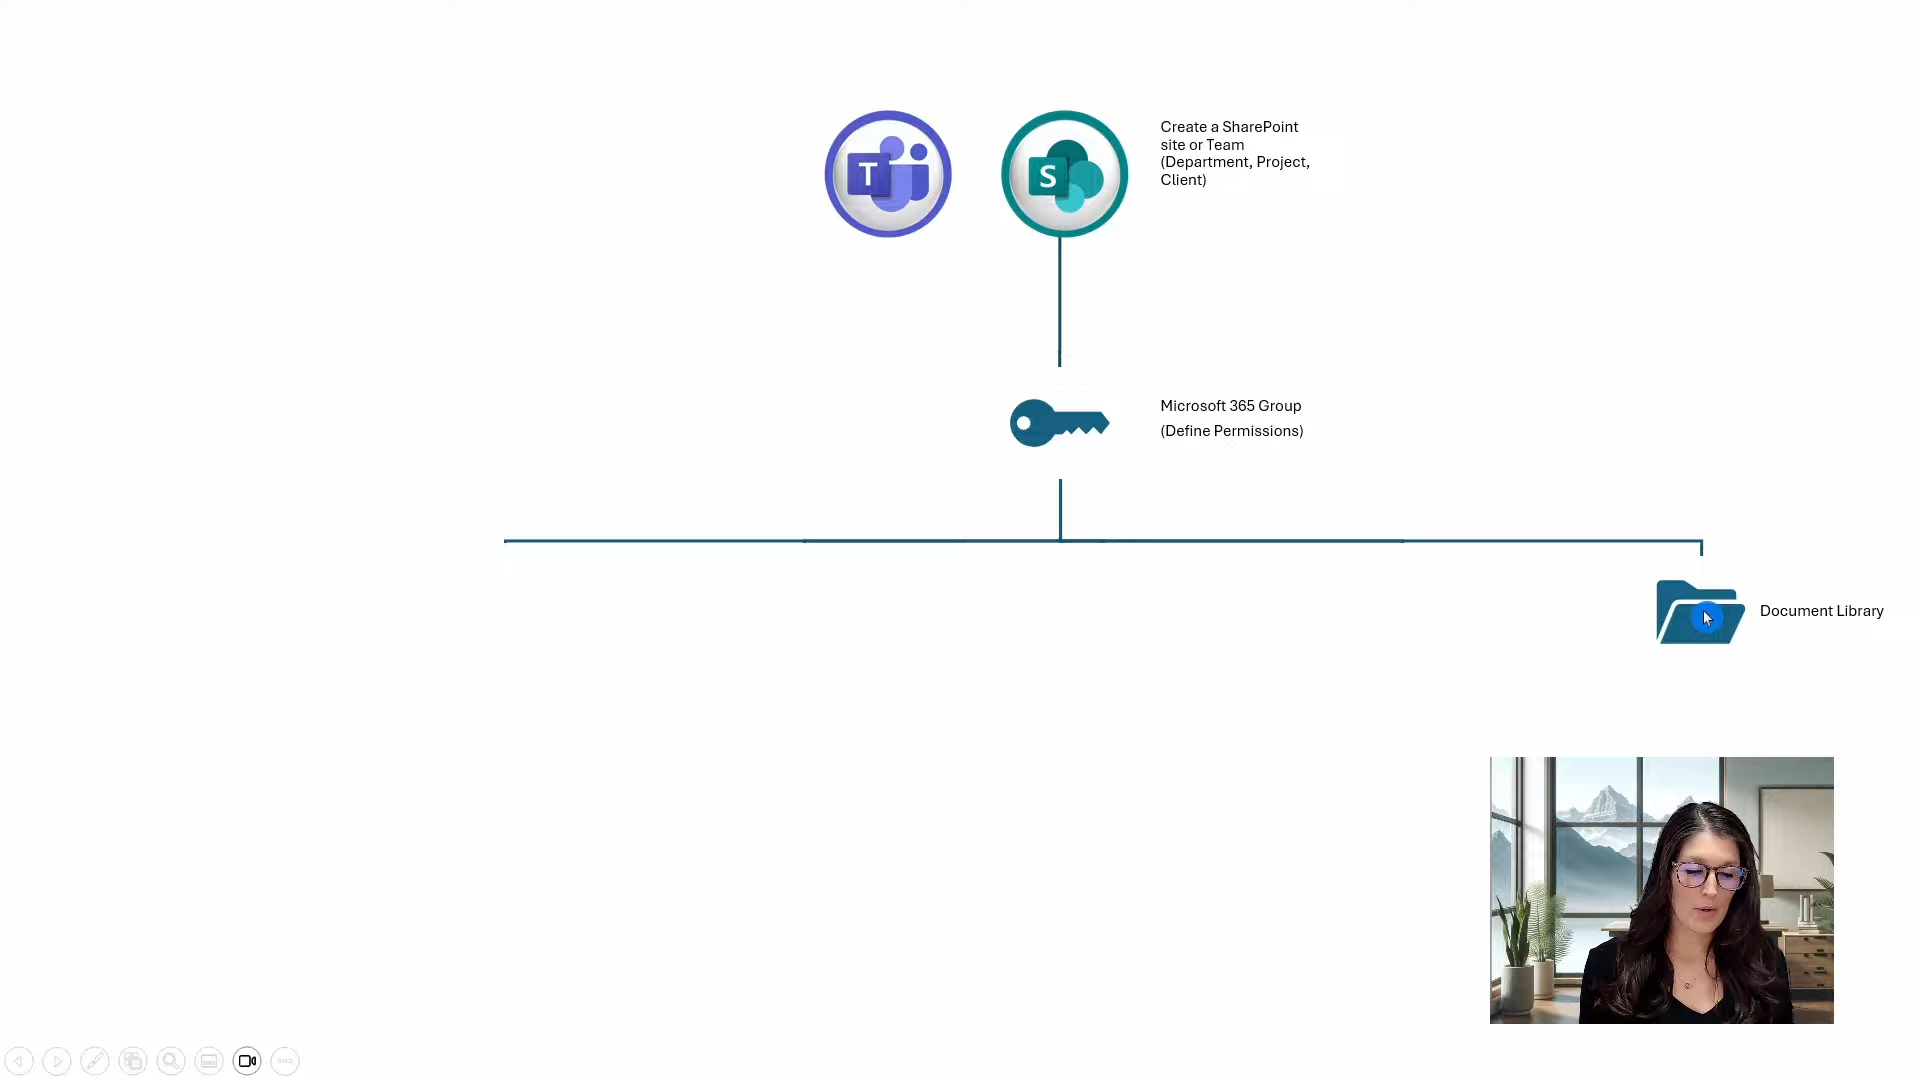 T
S
Create a SharePoint
site or Team
(Department, Project,
Client)
Microsoft 365 Group
(Define Permissions)
Document Library